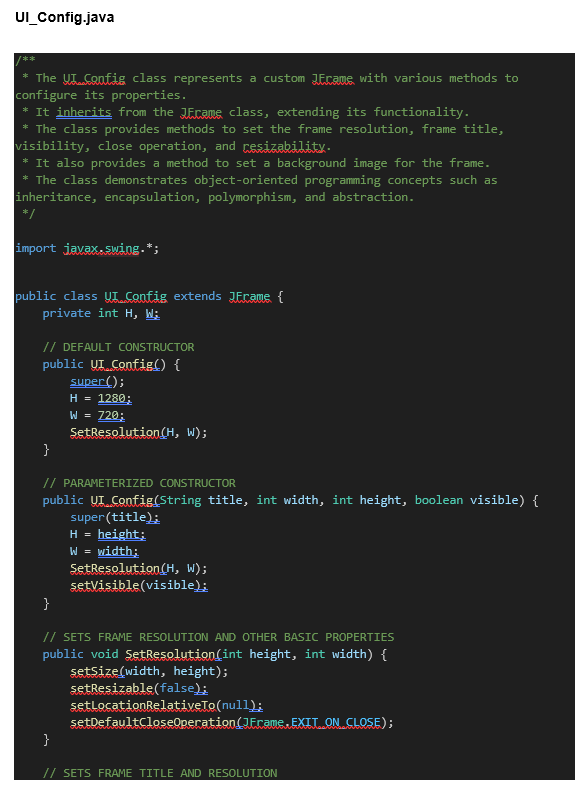 UI_Config.java
/**
 * The UI_Config class represents a custom JFrame with various methods to
configure its properties.
 * It inherits from the JFrame class, extending its functionality.
 * The class provides methods to set the frame resolution, frame title,
visibility, close operation, and resizability.
 * It also provides a method to set a background image for the frame.
 * The class demonstrates object-oriented programming concepts such as
inheritance, encapsulation, polymorphism, and abstraction.
 */
import javax.swing.*;
public class UI_Config extends JFrame {
    private int H, W;
    // DEFAULT CONSTRUCTOR
    public UI_Config() {
        super();
        H = 1280;
        W = 720;
        SetResolution(H, W);
    }
    // PARAMETERIZED CONSTRUCTOR
    public UI_Config(String title, int width, int height, boolean visible) {
        super(title);
        H = height;
        W = width;
        SetResolution(H, W);
        setVisible(visible);
    }
    // SETS FRAME RESOLUTION AND OTHER BASIC PROPERTIES
    public void SetResolution(int height, int width) {
        setSize(width, height);
        setResizable(false);
        setLocationRelativeTo(null);
        setDefaultCloseOperation(JFrame.EXIT_ON_CLOSE);
    }
    // SETS FRAME TITLE AND RESOLUTION